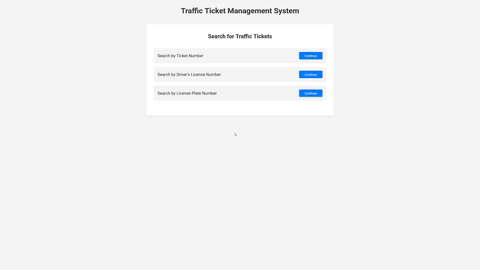 Traffic Ticket Management System
Search for Traffic Tickets
Search by Ticket Number
Continue
Search by Driver's License Number
Continue
Search by License Plate Number
Continue